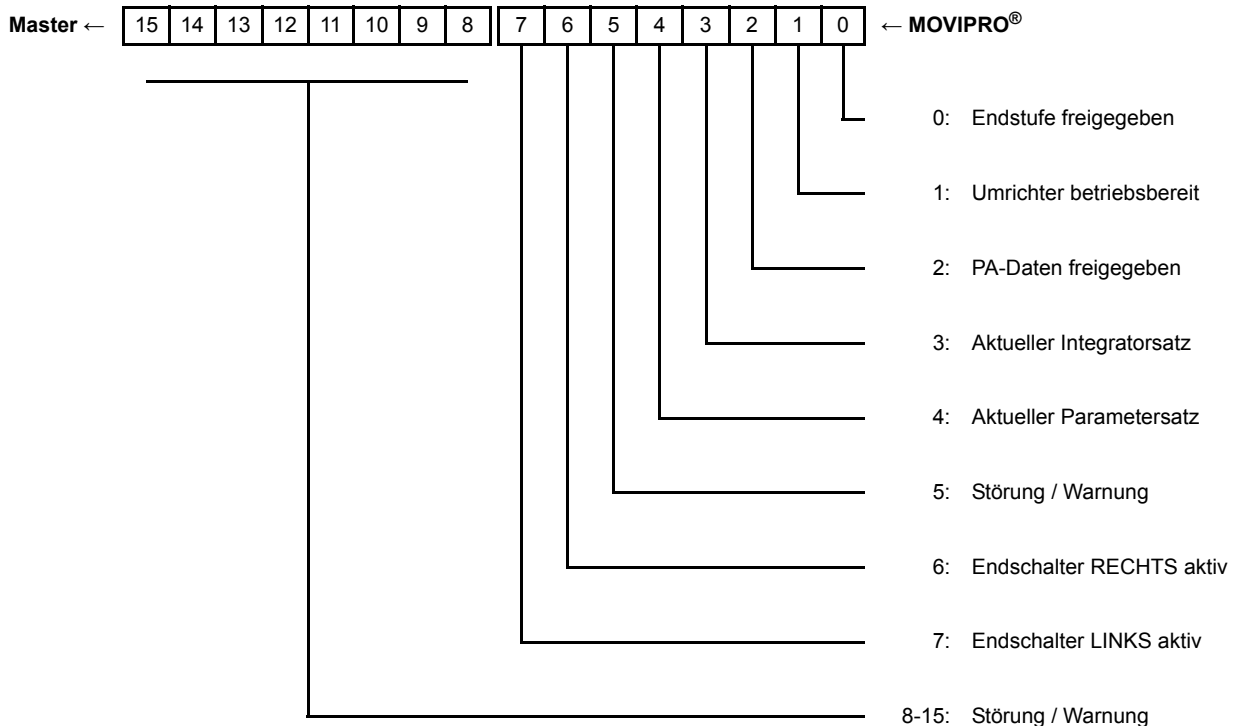 Master ← 15 14 13 12 11 10 9 8 7 6 5 4 3 2 1 0 ← MOVIPRO®
0: Endstufe freigegeben
1: Umrichter betriebsbereit
2: PA-Daten freigegeben
3: Aktueller Integratorsatz
4: Aktueller Parametersatz
5: Störung / Warnung
6: Endschalter RECHTS aktiv
7: Endschalter LINKS aktiv
8-15: Störung / Warnung